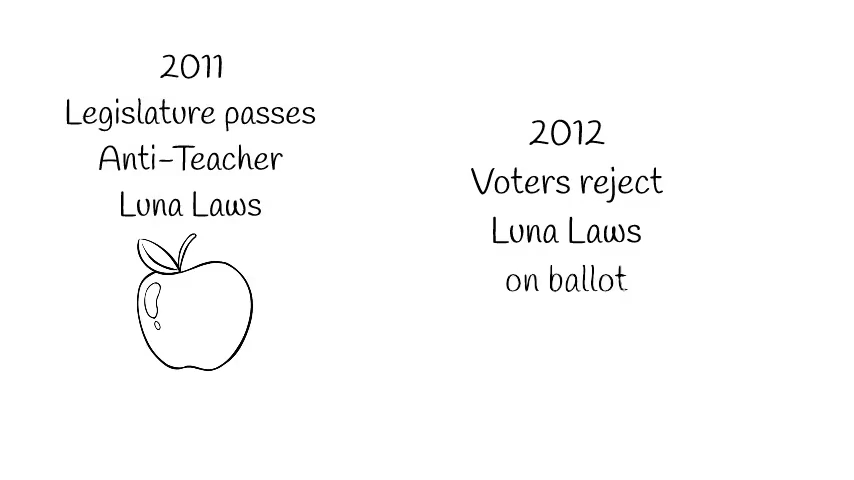 2011
Legislature passes
Anti-Teacher
Luna Laws
2012
Voters reject
Luna Laws
on ballot